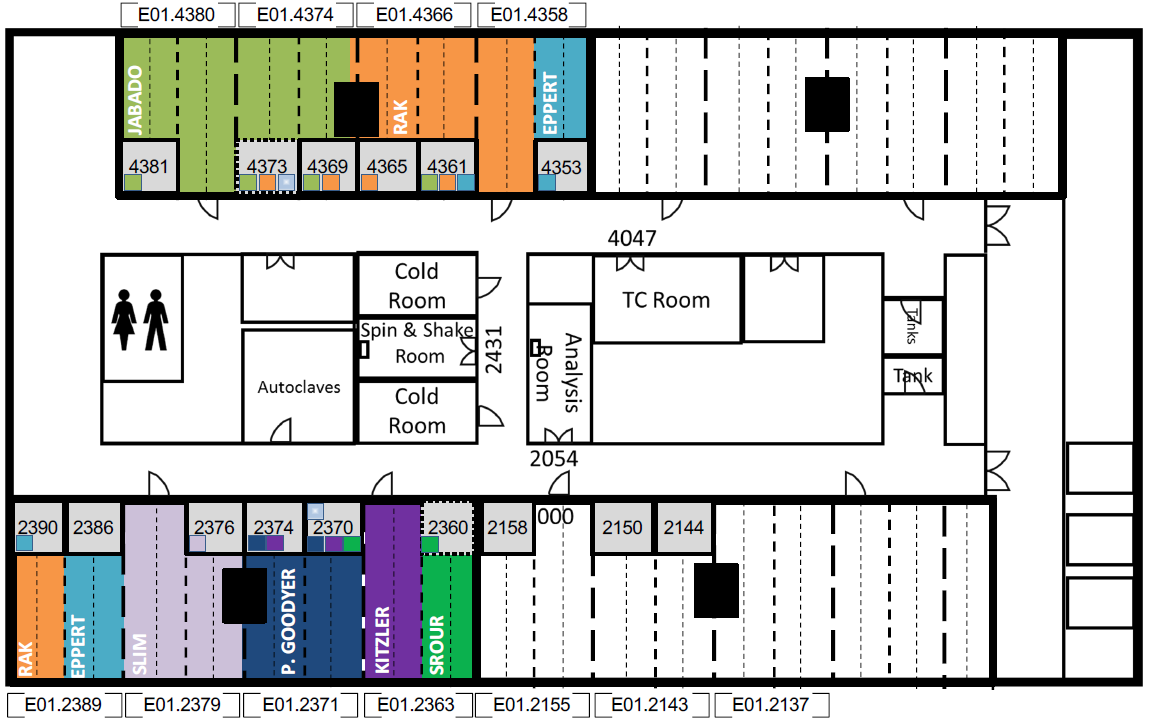 E01.4380 E01.4374 E01.4366 E01.4358
JABADO
RAK
EPPERT
4381 4373 4369 4365 4361 4353
4047
Cold
Room
TC Room
Spin & Shake
Room
2431
Analysis
Room
Tanks
Autoclaves
Cold
Room
Tank
2054
000
2390 2386 2376 2374 2370 2360 2158 2150 2144
RAK
EPPERT
SLIM
P. GOODYER
KITZLER
SROUR
E01.2389 E01.2379 E01.2371 E01.2363 E01.2155 E01.2143 E01.2137